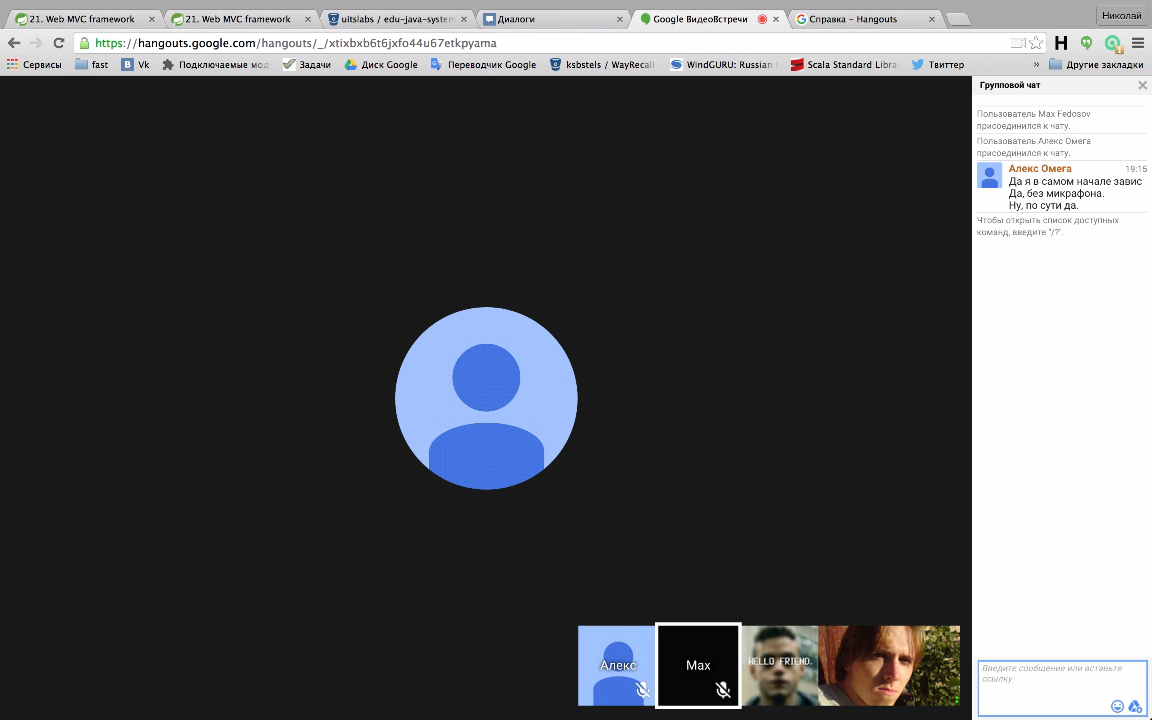 21. Web MVC framework
21. Web MVC framework
uitslabs / edu-java-system
Диалоги
Google ВидеоВстречи
Справка – Hangouts
Николай
https://hangouts.google.com/hangouts/_/xtixbxb6t6jxfo44u67etkpyama
Сервисы
fast
Vk
Подключаемые мод
Задачи
Диск Google
Переводчик Google
ksbstels / WayRecall
WindGURU: Russian
Scala Standard Libra
Твиттер
»
Другие закладки
Групповой чат
Пользователь Max Fedosov
присоединился к чату.
Пользователь Алекс Омега
присоединился к чату.
Алекс Омега 19:15
Да я в самом начале завис
Да, без микрафона.
Ну, по сути да.
Чтобы открыть список доступных
команд, введите "/?".
Алекс
Max
HELLO FRIEND.
Введите сообщение или вставьте
ссылку